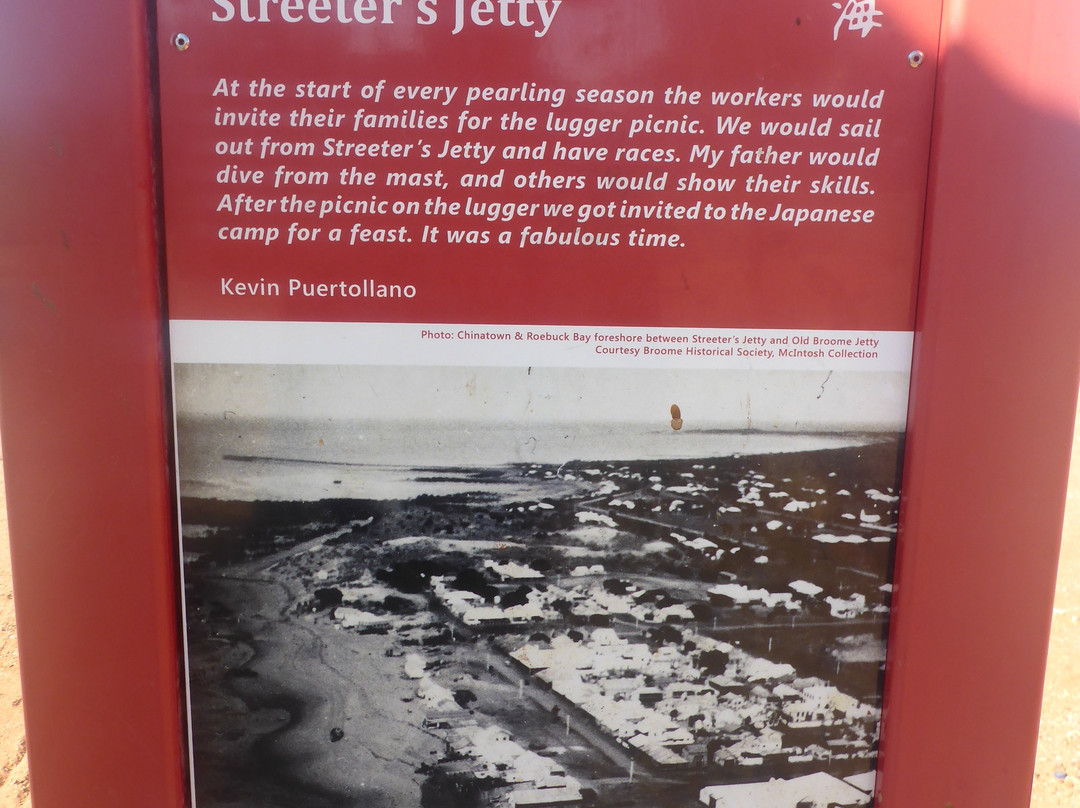 Streeter's Jetty
海
At the start of every pearling season the workers would
invite their families for the lugger picnic. We would sail
out from Streeter's Jetty and have races. My father would
dive from the mast, and others would show their skills.
After the picnic on the lugger we got invited to the Japanese
camp for a feast. It was a fabulous time.
Kevin Puertollano
Photo: Chinatown & Roebuck Bay foreshore between Streeter's Jetty and Old Broome Jetty
Courtesy Broome Historical Society, McIntosh Collection